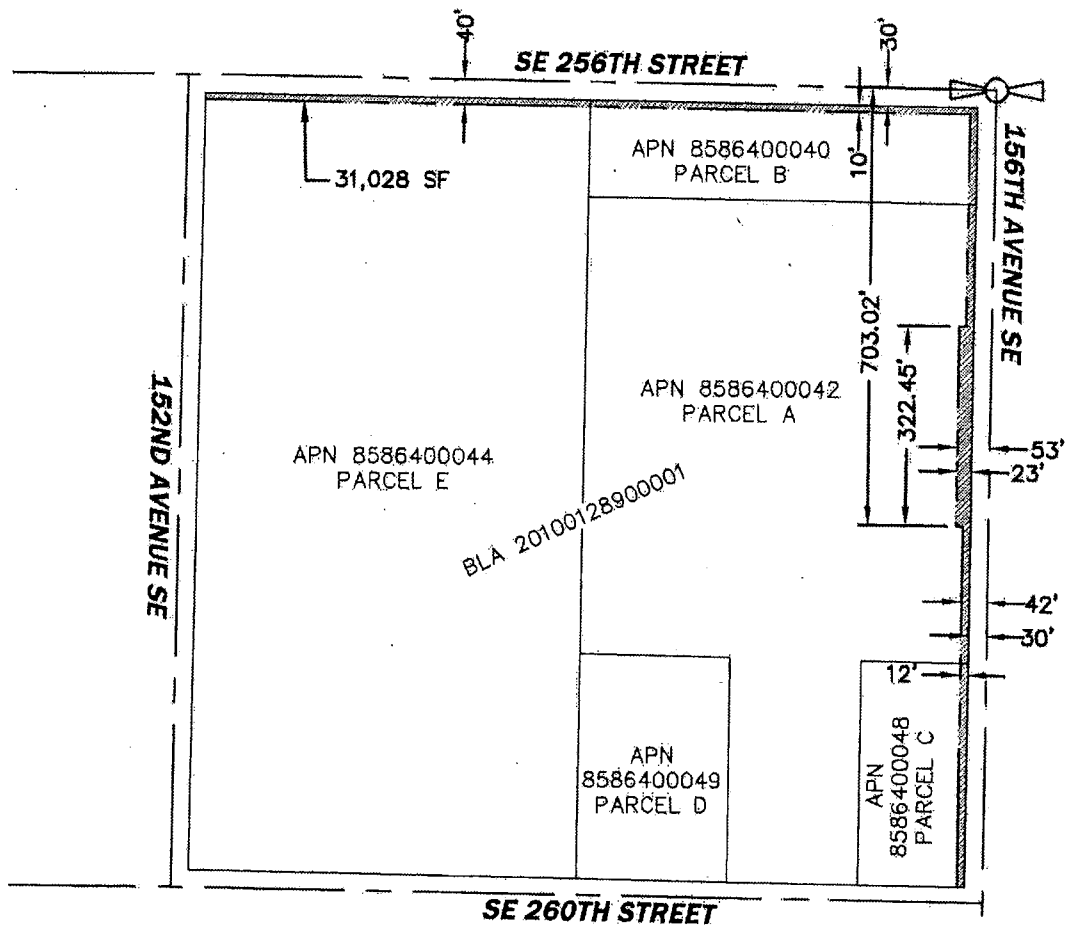 40'
30'
SE 256TH STREET
156TH AVENUE SE
APN 8586400040
PARCEL B
10'
31,028 SF
703.02'
322.45'
152ND AVENUE SE
APN 8586400042
PARCEL A
53'
23'
APN 8586400044
PARCEL E
BLA 20100128900001
42'
30'
12'
APN
8586400049
PARCEL D
APN
8586400048
PARCEL C
SE 260TH STREET